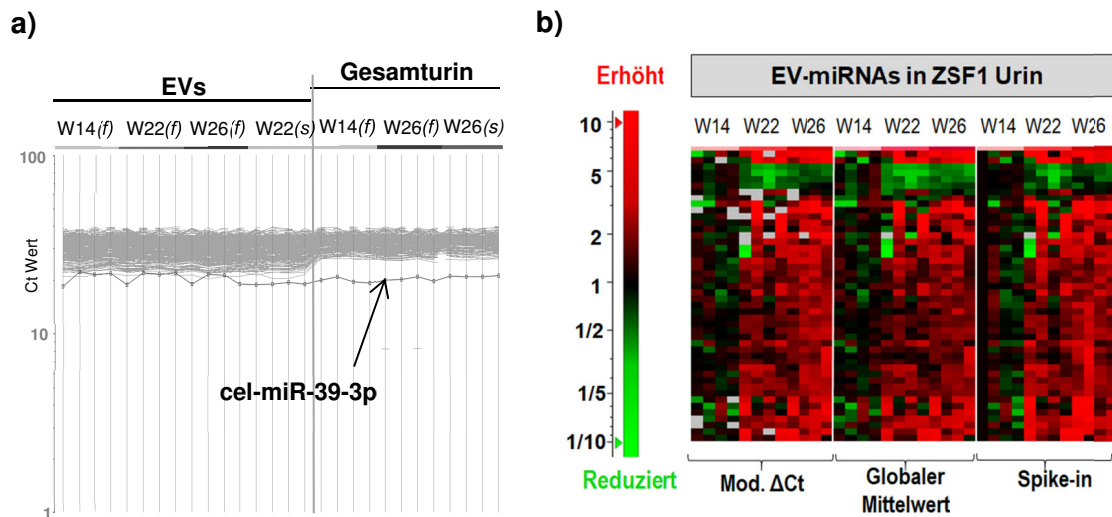 a)
EVs
Gesamturin
W14(f) W22(f) W26(f) W22(s) W14(f) W26(f) W26(s)
100
10
1
Ct Wert
cel-miR-39-3p
b)
Erhöht
EV-miRNAs in ZSF1 Urin
W14 W22 W26 W14 W22 W26 W14 W22 W26
10
5
2
1
1/2
1/5
1/10
Reduziert
Mod. ΔCt
Globaler
Mittelwert
Spike-in